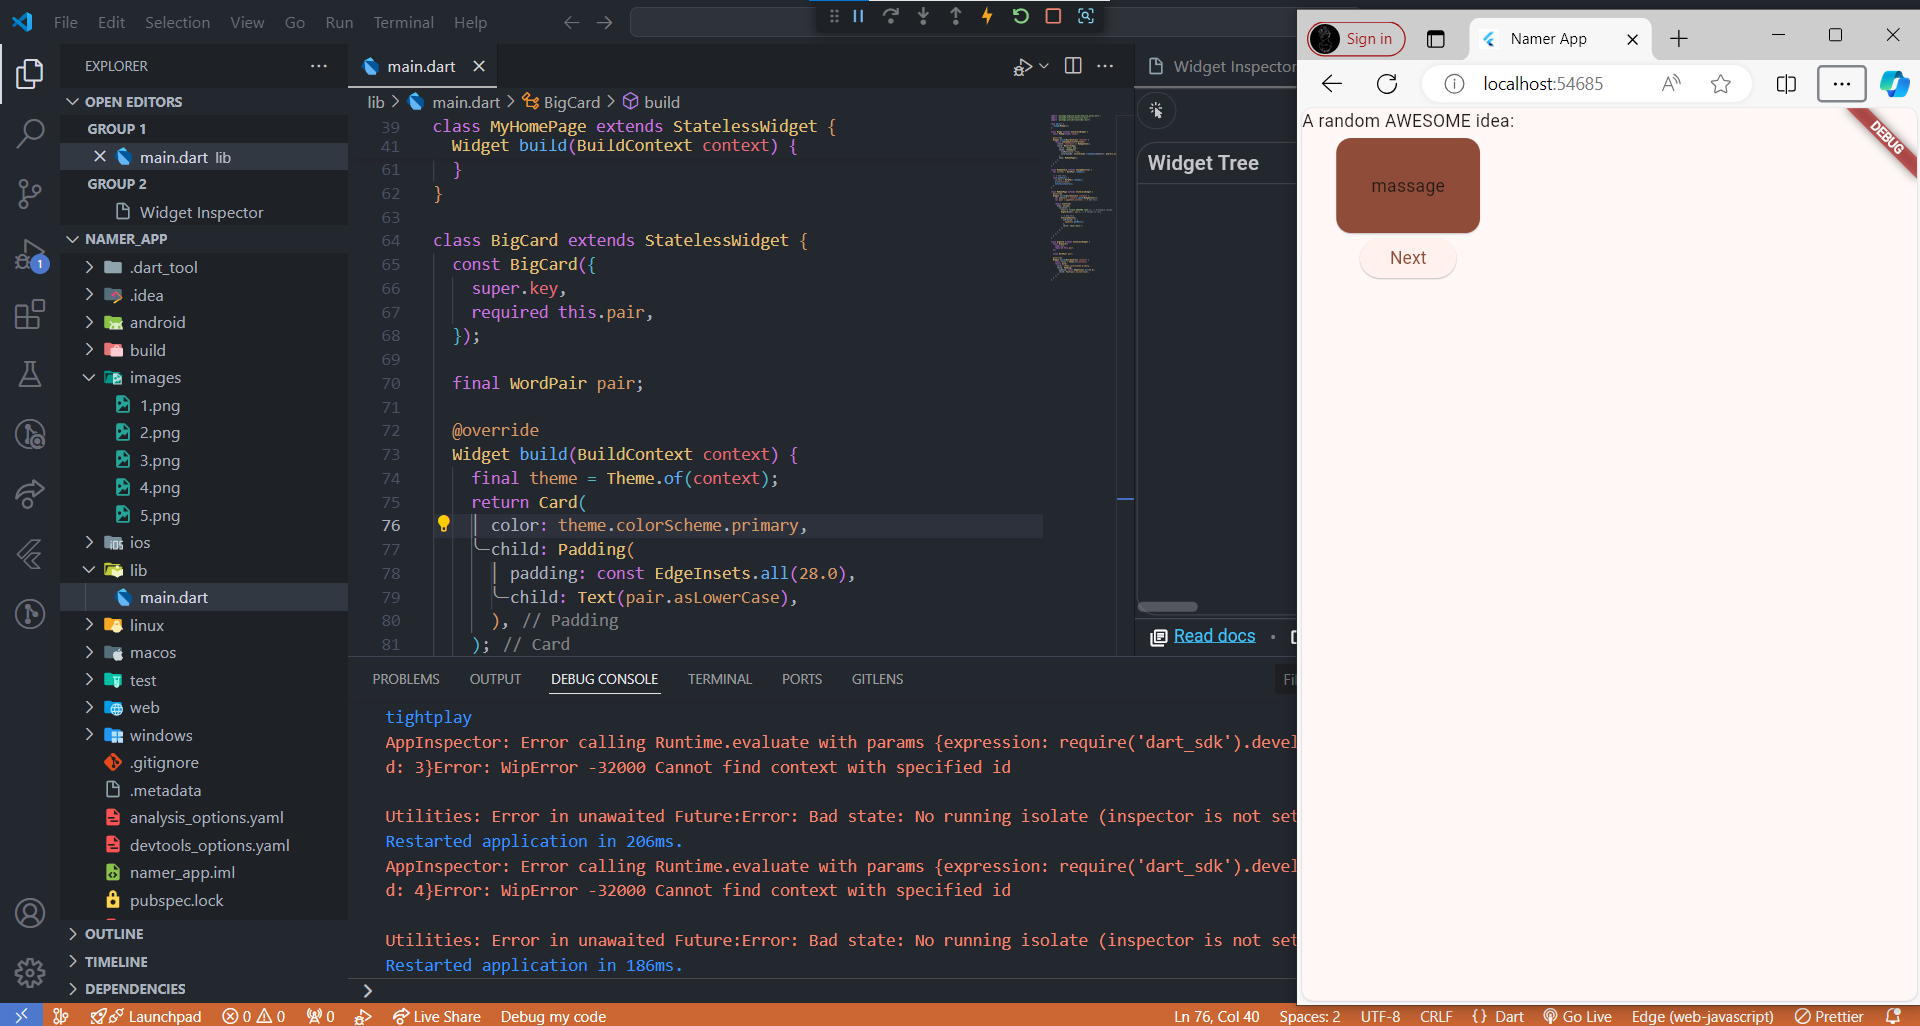 File Edit Selection View Go Run Terminal Help
EXPLORER
OPEN EDITORS
GROUP 1
main.dart lib
GROUP 2
Widget Inspector
NAMER_APP
.dart_tool
.idea
android
build
images
1.png
2.png
3.png
4.png
5.png
ios
lib
main.dart
linux
macos
test
web
windows
.gitignore
.metadata
analysis_options.yaml
devtools_options.yaml
namer_app.iml
pubspec.lock
OUTLINE
TIMELINE
DEPENDENCIES
1
main.dart
lib > main.dart > BigCard > build
39 class MyHomePage extends StatelessWidget {
41 Widget build(BuildContext context) {
61 }
62 }
63
64 class BigCard extends StatelessWidget {
65 const BigCard({
66 super.key,
67 required this.pair,
68 });
69
70 final WordPair pair;
71
72 @override
73 Widget build(BuildContext context) {
74 final theme = Theme.of(context);
75 return Card(
76 color: theme.colorScheme.primary,
77 child: Padding(
78 padding: const EdgeInsets.all(28.0),
79 child: Text(pair.asLowerCase),
80 ), // Padding
81 ); // Card
Widget Inspector
Widget Tree
Read docs
PROBLEMS OUTPUT DEBUG CONSOLE TERMINAL PORTS GITLENS
Fi
tightplay
AppInspector: Error calling Runtime.evaluate with params {expression: require('dart_sdk').devel
d: 3}Error: WipError -32000 Cannot find context with specified id
Utilities: Error in unawaited Future:Error: Bad state: No running isolate (inspector is not set
Restarted application in 206ms.
AppInspector: Error calling Runtime.evaluate with params {expression: require('dart_sdk').devel
d: 4}Error: WipError -32000 Cannot find context with specified id
Utilities: Error in unawaited Future:Error: Bad state: No running isolate (inspector is not set
Restarted application in 186ms.
Sign in
Namer App
localhost:54685
A random AWESOME idea:
DEBUG
massage
Next
Launchpad 0 0 0 Live Share Debug my code Ln 76, Col 40 Spaces: 2 UTF-8 CRLF {} Dart Go Live Edge (web-javascript) Prettier